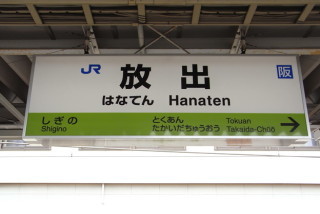 JR 放出 阪
はなてん Hanaten
しぎの とくあん Tokuan
Shigino たかいだちゅうおう Takaida-Chūō